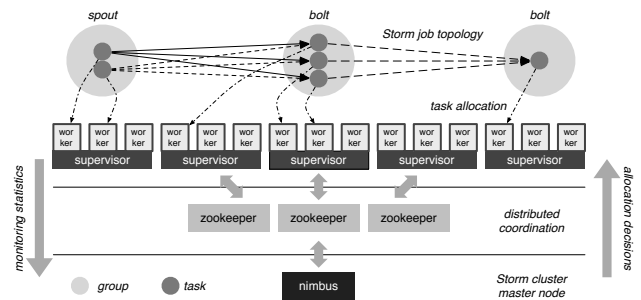 spout
bolt
bolt
Storm job topology
task allocation
wor ker wor ker wor ker wor ker wor ker wor ker wor ker wor ker wor ker wor ker wor ker wor ker wor ker wor ker wor ker
supervisor supervisor supervisor supervisor supervisor
monitoring statistics
allocation decisions
zookeeper zookeeper zookeeper
distributed
coordination
group
task
nimbus
Storm cluster
master node